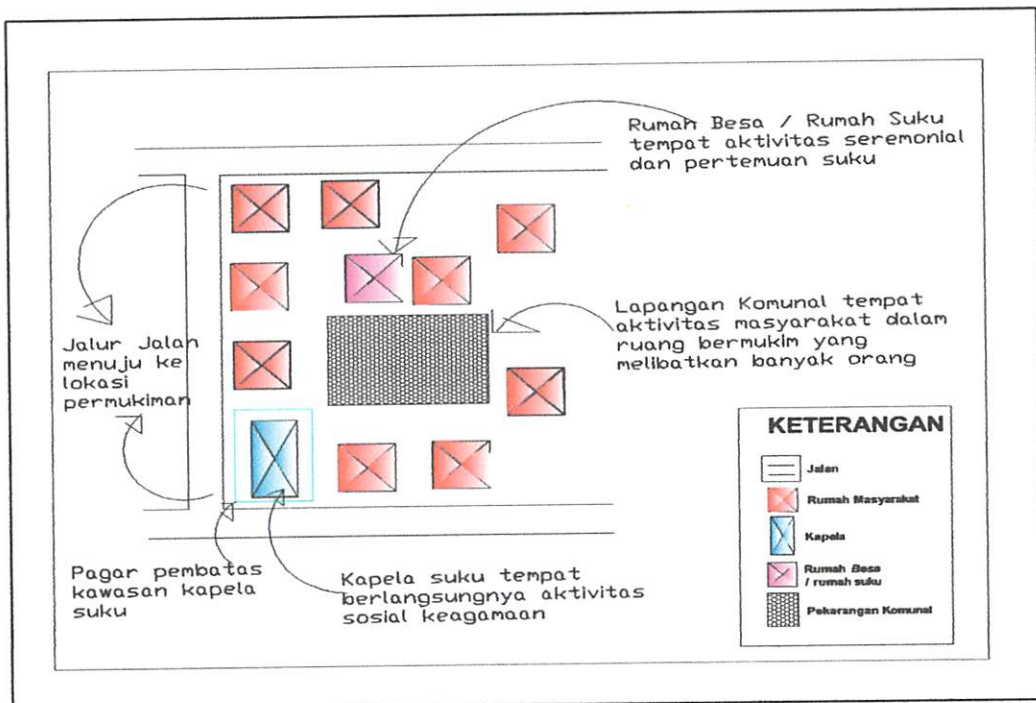 Rumah Besa / Rumah Suku
tempat aktivitas seremonial
dan pertemuan suku
Lapangan Komunal tempat
aktivitas masyarakat dalam
ruang bermukim yang
melibatkan banyak orang
Jalur Jalan
menuju ke
lokasi
permukiman
Pagar pembatas
kawasan kapela
suku
Kapela suku tempat
berlangsungnya aktivitas
sosial keagamaan
KETERANGAN
Jalan
Rumah Masyarakat
Kapela
Rumah Besa
/ rumah suku
Pekarangan Komunal